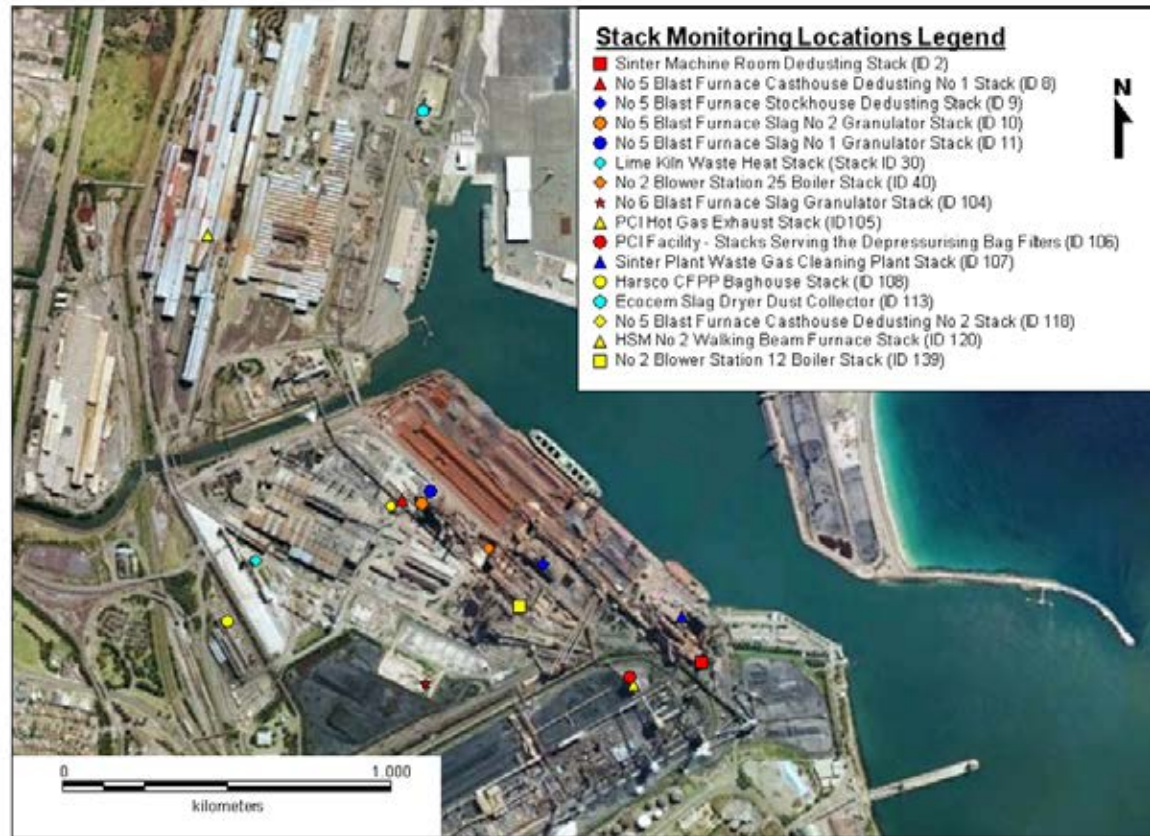 Stack Monitoring Locations Legend
Sinter Machine Room Dedusting Stack (ID 2)
No 5 Blast Furnace Casthouse Dedusting No 1 Stack (ID 8)
No 5 Blast Furnace Stockhouse Dedusting Stack (ID 9)
No 5 Blast Furnace Slag No 2 Granulator Stack (ID 10)
No 5 Blast Furnace Slag No 1 Granulator Stack (ID 11)
Lime Kiln Waste Heat Stack (Stack ID 30)
No 2 Blower Station 25 Boiler Stack (ID 40)
No 6 Blast Furnace Slag Granulator Stack (ID 104)
PCI Hot Gas Exhaust Stack (ID105)
PCI Facility - Stacks Serving the Depressurising Bag Filters (ID 106)
Sinter Plant Waste Gas Cleaning Plant Stack (ID 107)
Harsco CFPP Baghouse Stack (ID 108)
Ecocem Slag Dryer Dust Collector (ID 113)
No 5 Blast Furnace Casthouse Dedusting No 2 Stack (ID 118)
HSM No 2 Walking Beam Furnace Stack (ID 120)
No 2 Blower Station 12 Boiler Stack (ID 139)
N
0 1,000
kilometers